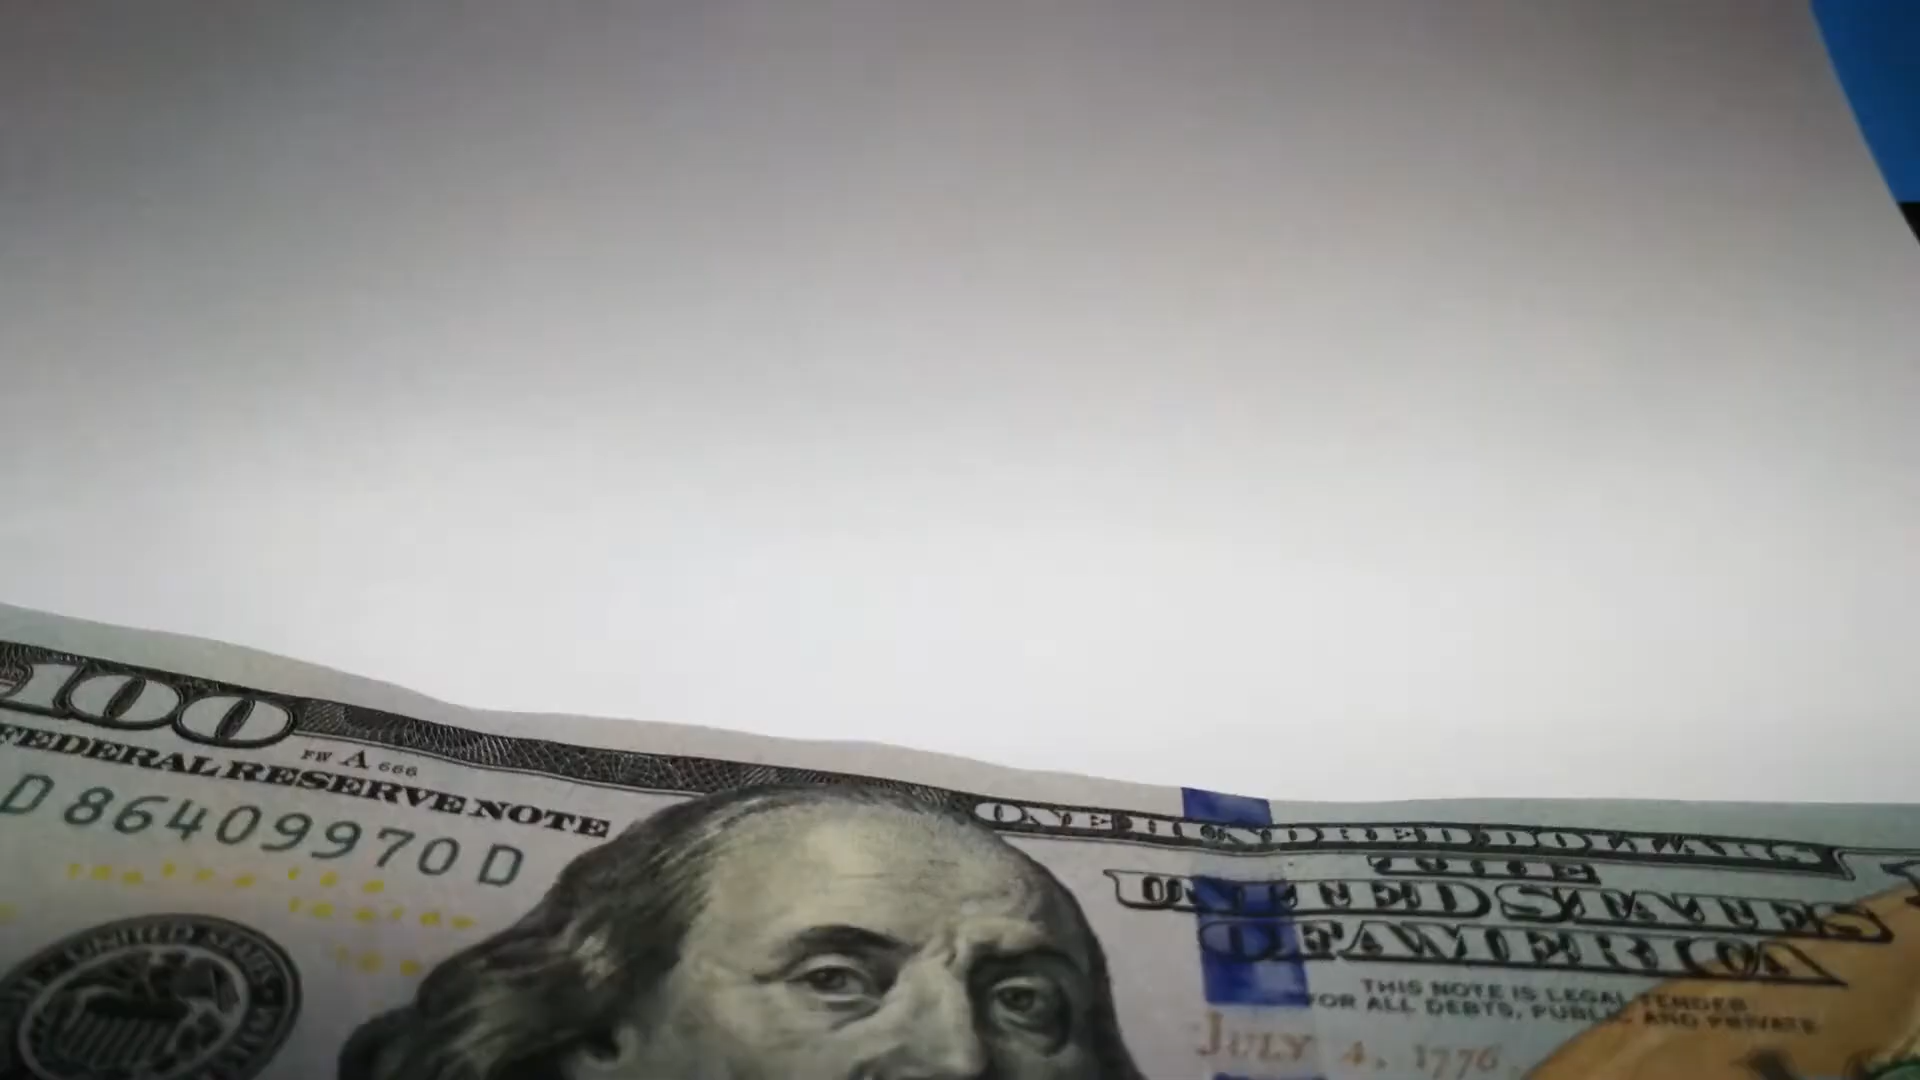 100
FW A 666
FEDERAL RESERVE NOTE
D 86409970 D
ONE HUNDRED DOLLARS
THE
UNITED STATES
OF AMERICA
THIS NOTE IS LEGAL TENDER
FOR ALL DEBTS, PUBLIC AND PRIVATE
JULY 4, 1776